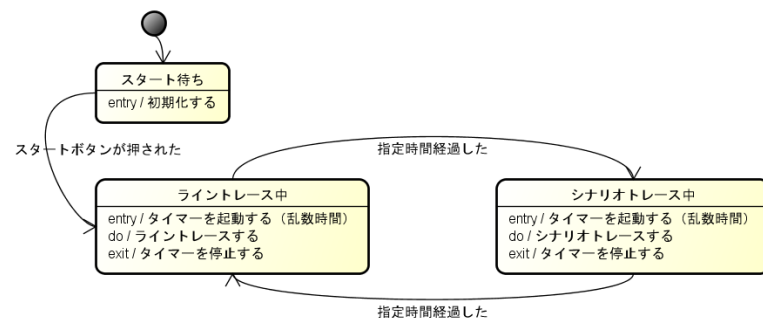 スタート待ち
entry / 初期化する
スタートボタンが押された
指定時間経過した
ライントレース中
entry / タイマーを起動する（乱数時間）
do / ライントレースする
exit / タイマーを停止する
シナリオトレース中
entry / タイマーを起動する（乱数時間）
do / シナリオトレースする
exit / タイマーを停止する
指定時間経過した